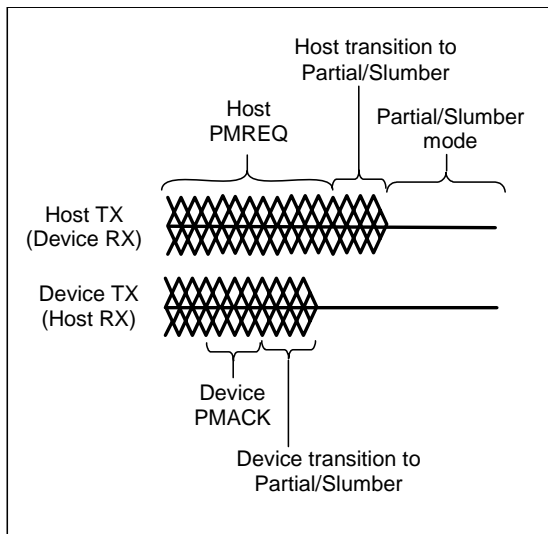 Host transition to
Partial/Slumber
Host
PMREQ
Partial/Slumber
mode
Host TX
(Device RX)
Device TX
(Host RX)
Device
PMACK
Device transition to
Partial/Slumber